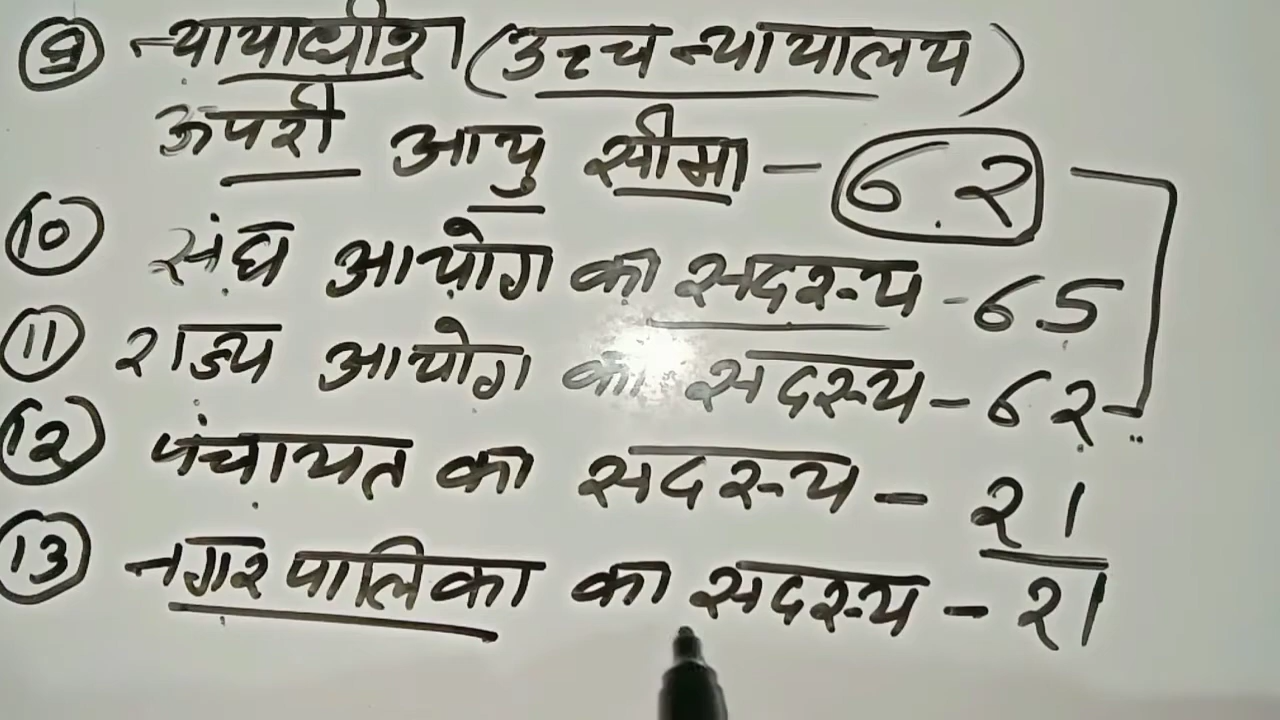 9 न्यायाधीश (उच्च न्यायालय)
ऊपरी आयु सीमा - 62
10 संघ आयोग का सदस्य - 65
11 राज्य आयोग का सदस्य - 62
12 पंचायत का सदस्य - 21
13 नगरपालिका का सदस्य - 21